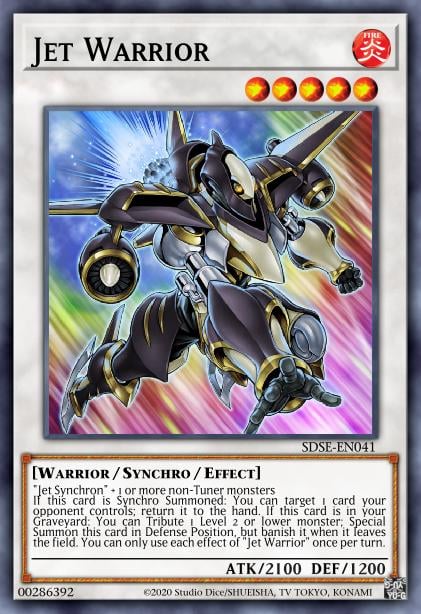 JET WARRIOR
FIRE
炎
SDSE-EN041
[WARRIOR / SYNCHRO / EFFECT]
"Jet Synchron" + 1 or more non-Tuner monsters
If this card is Synchro Summoned: You can target 1 card your
opponent controls; return it to the hand. If this card is in your
Graveyard: You can Tribute 1 Level 2 or lower monster; Special
Summon this card in Defense Position, but banish it when it leaves
the field. You can only use each effect of "Jet Warrior" once per turn.
ATK/2100 DEF/1200
00286392
©2020 Studio Dice/SHUEISHA, TV TOKYO, KONAMI